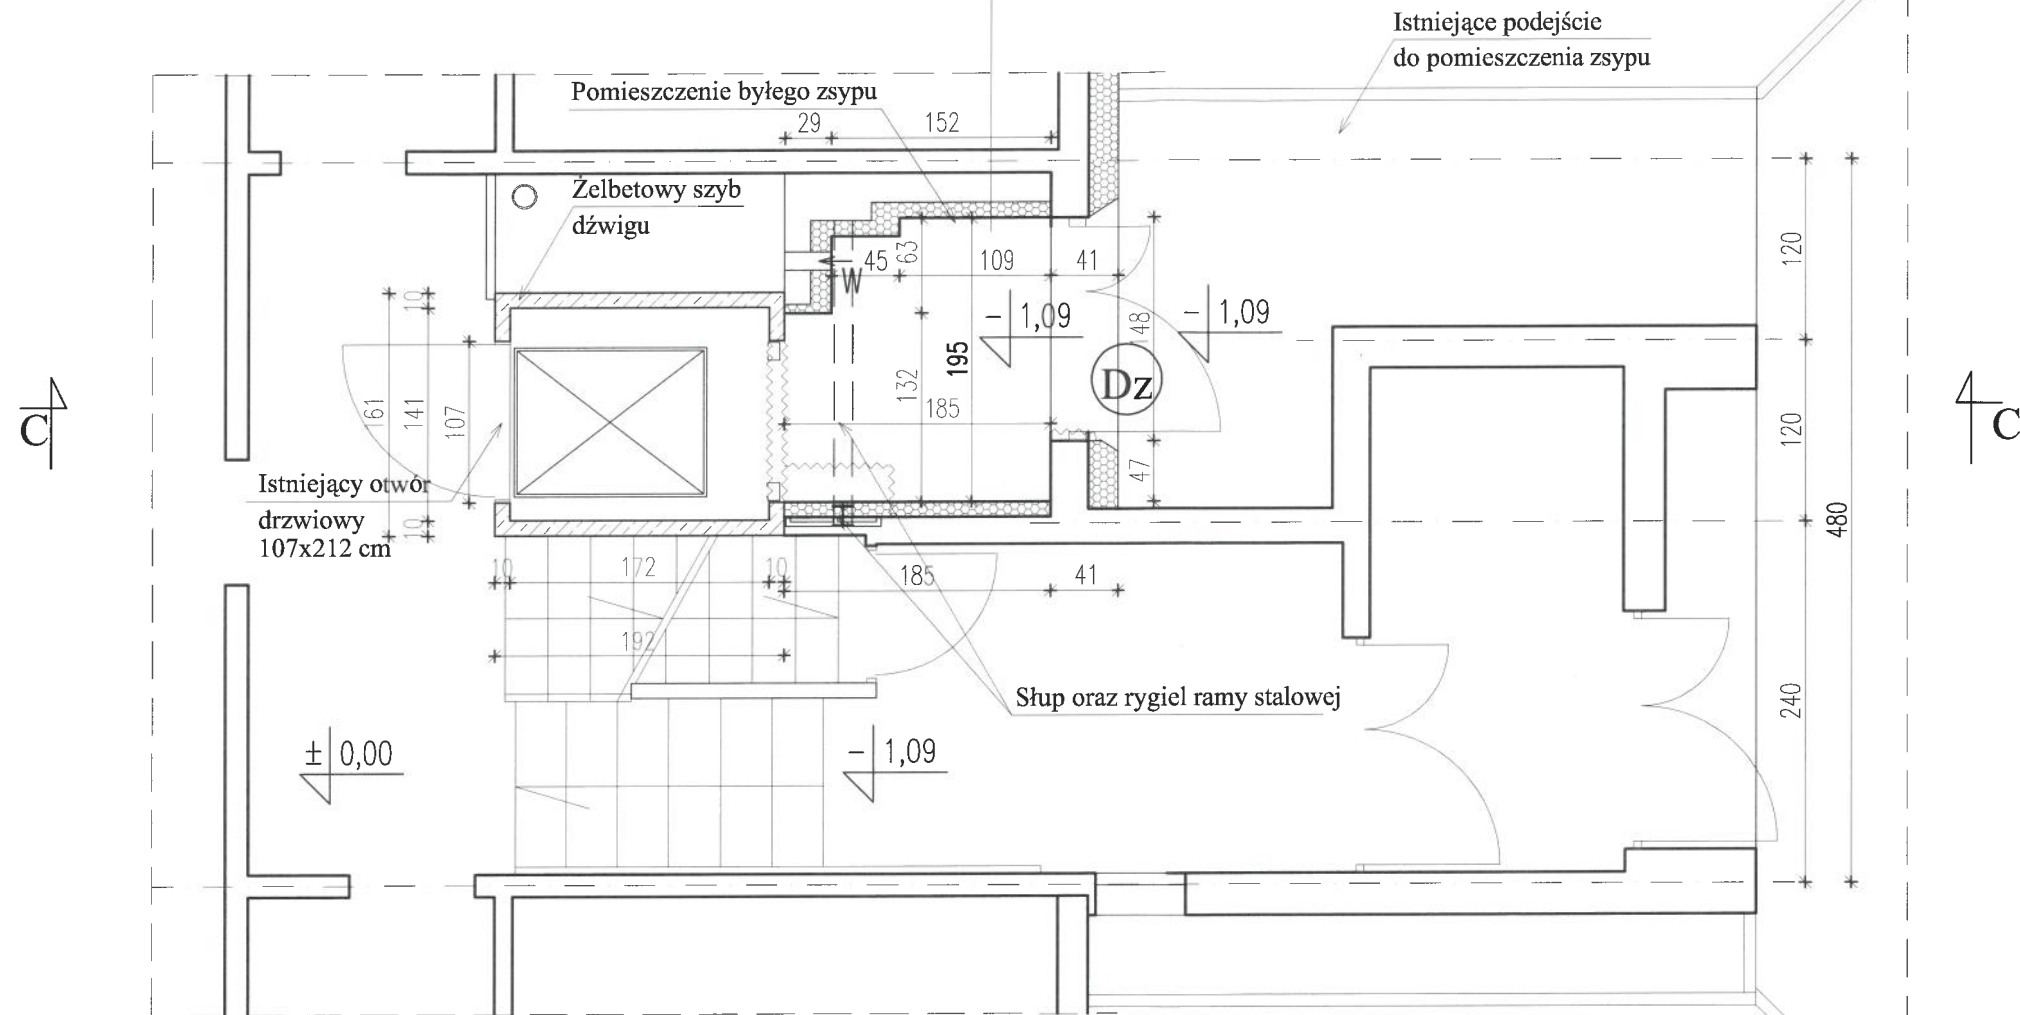 Istniejące podejście
do pomieszczenia zsypu
Pomieszczenie byłego zsypu
29
152
Żelbetowy szyb
dźwigu
W
45
63
109
41
120
10
- 1,09
148
- 1,09
195
132
185
Dz
161
141
107
120
C
C
47
480
Istniejący otwór
drzwiowy
107x212 cm
10
10
172
10
185
41
192
Słup oraz rygiel ramy stalowej
240
± 0,00
- 1,09